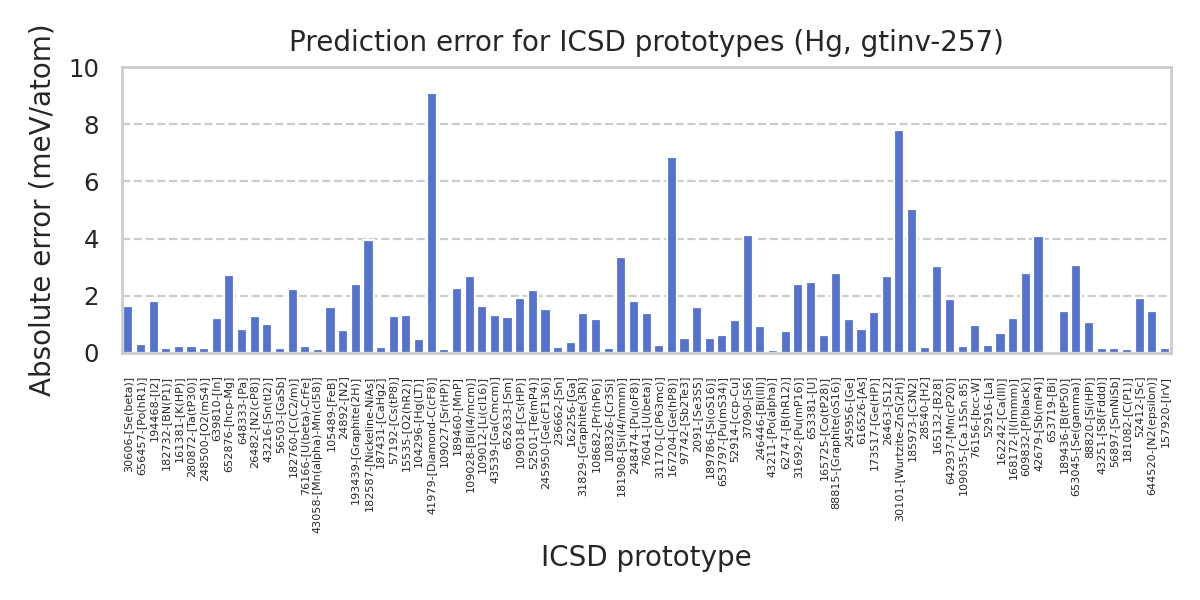 Prediction error for ICSD prototypes (Hg, gtinv-257)
Absolute error (meV/atom)
10
8
6
4
2
0
30606-[Se(beta)]
656457-[Po(hR1)]
194468-[I2]
182732-[BN(P1)]
161381-[K(HP)]
280872-[Ta(tP30)]
248500-[O2(mS4)]
639810-[In]
652876-[hcp-Mg]
648333-[Pa]
26482-[N2(cP8)]
43216-[Sn(tI2)]
5603-[GaSb]
182760-[C(C2/m)]
76166-[U(beta)-CrFe]
43058-[Mn(alpha)-Mn(cI58)]
105489-[FeB]
24892-[N2]
193439-[Graphite(2H)]
182587-[Nickeline-NiAs]
187431-[CaHg2]
57192-[Cs(tP8)]
15535-[O2(hR2)]
104296-[Hg(LT)]
41979-[Diamond-C(cF8)]
109027-[Sr(HP)]
189460-[MnP]
109028-[Bi(I4/mcm)]
109012-[Li(cI16)]
43539-[Ga(Cmcm)]
652633-[Sm]
109018-[Cs(HP)]
52501-[Te(mP4)]
245950-[Ge(cF136)]
236662-[Sn]
162256-[Ga]
31829-[Graphite(3R)]
108682-[Pr(hP6)]
108326-[Cr3Si]
181908-[Si(I4/mmm)]
248474-[Pu(oF8)]
76041-[U(beta)]
31170-[C(P63mc)]
167204-[Ge(hP8)]
97742-[Sb2Te3]
2091-[Se3S5]
189786-[Si(oS16)]
653797-[Pu(mS34)]
52914-[ccp-Cu]
37090-[S6]
246446-[Bi(III)]
43211-[Po(alpha)]
62747-[B(hR12)]
31692-[Pu(mP16)]
653381-[U]
165725-[Co(tP28)]
88815-[Graphite(oS16)]
245956-[Ge]
616526-[As]
173517-[Ge(HP)]
26463-[S12]
30101-[Wurtzite-ZnS(2H)]
185973-[C3N2]
28540-[H2]
165132-[B28]
642937-[Mn(cP20)]
109035-[Ca.15Sn.85]
76156-[bcc-W]
52916-[La]
162242-[Ca(III)]
168172-[I(Immm)]
609832-[P(black)]
42679-[Sb(mP4)]
653719-[Bi]
189436-[B(tP50)]
653045-[Se(gamma)]
88820-[Si(HP)]
43251-[S8(Fddd)]
56897-[SmNiSb]
181082-[C(P1)]
52412-[Sc]
644520-[N2(epsilon)]
157920-[IrV]
ICSD prototype